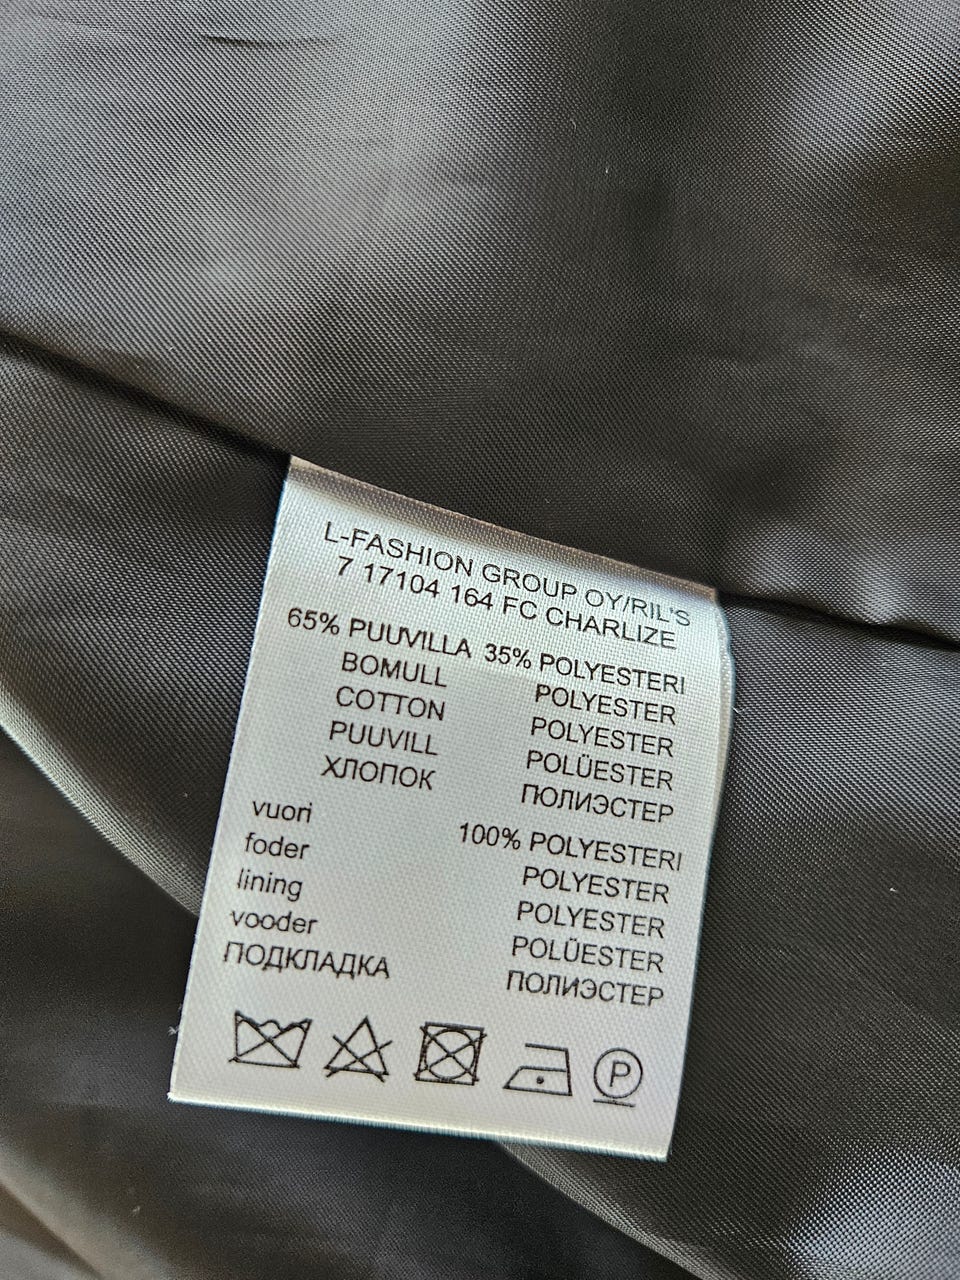 L-FASHION GROUP OY/RIL'S
7 17104 164 FC CHARLIZE
65% PUUVILLA 35% POLYESTERI
BOMULL POLYESTER
COTTON POLYESTER
PUUVILL POLÜESTER
ХЛОПОК ПОЛИЭСТЕР
vuori 100% POLYESTERI
foder POLYESTER
lining POLYESTER
vooder POLÜESTER
ПОДКЛАДКА ПОЛИЭСТЕР
P